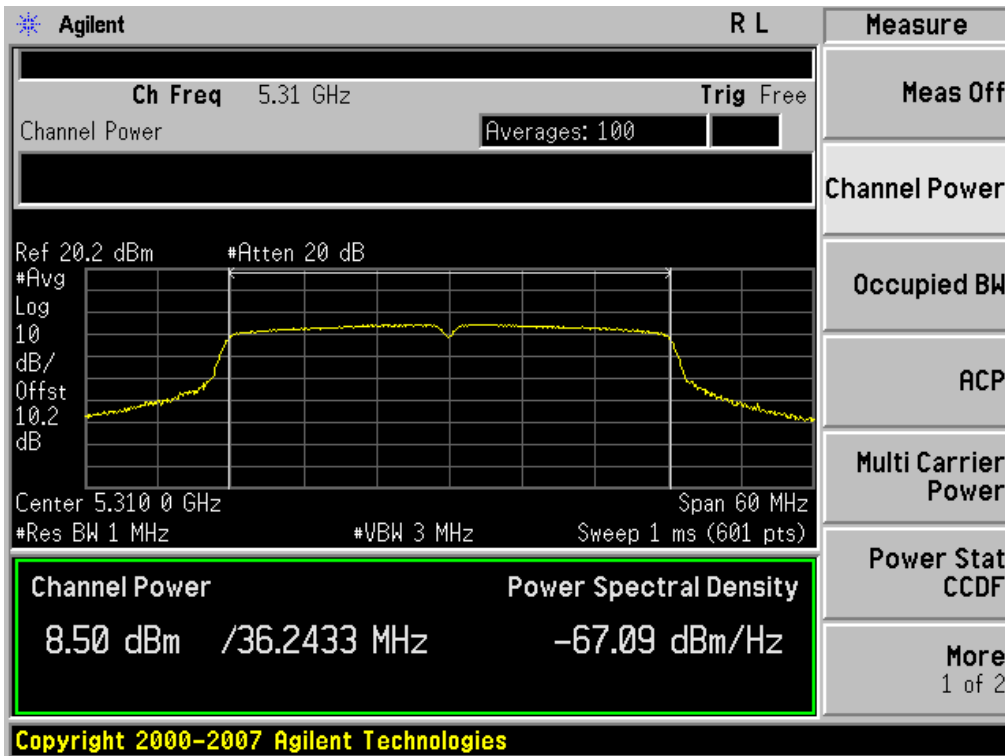 Agilent R L
Measure
Ch Freq 5.31 GHz Trig Free
Channel Power Averages: 100
Ref 20.2 dBm #Atten 20 dB
#Avg
Log
10
dB/
Offst
10.2
dB
Center 5.310 0 GHz Span 60 MHz
#Res BW 1 MHz #VBW 3 MHz Sweep 1 ms (601 pts)
Channel Power Power Spectral Density
8.50 dBm /36.2433 MHz -67.09 dBm/Hz
Meas Off
Channel Power
Occupied BW
ACP
Multi Carrier
Power
Power Stat
CCDF
More
1 of 2
Copyright 2000-2007 Agilent Technologies